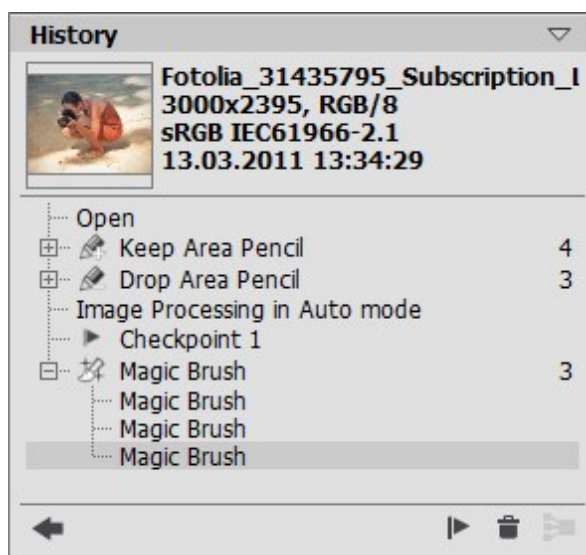 History
Fotolia_31435795_Subscription_
3000x2395, RGB/8
sRGB IEC61966-2.1
13.03.2011 13:34:29
Open
Keep Area Pencil 4
Drop Area Pencil 3
Image Processing in Auto mode
Checkpoint 1
Magic Brush 3
Magic Brush
Magic Brush
Magic Brush